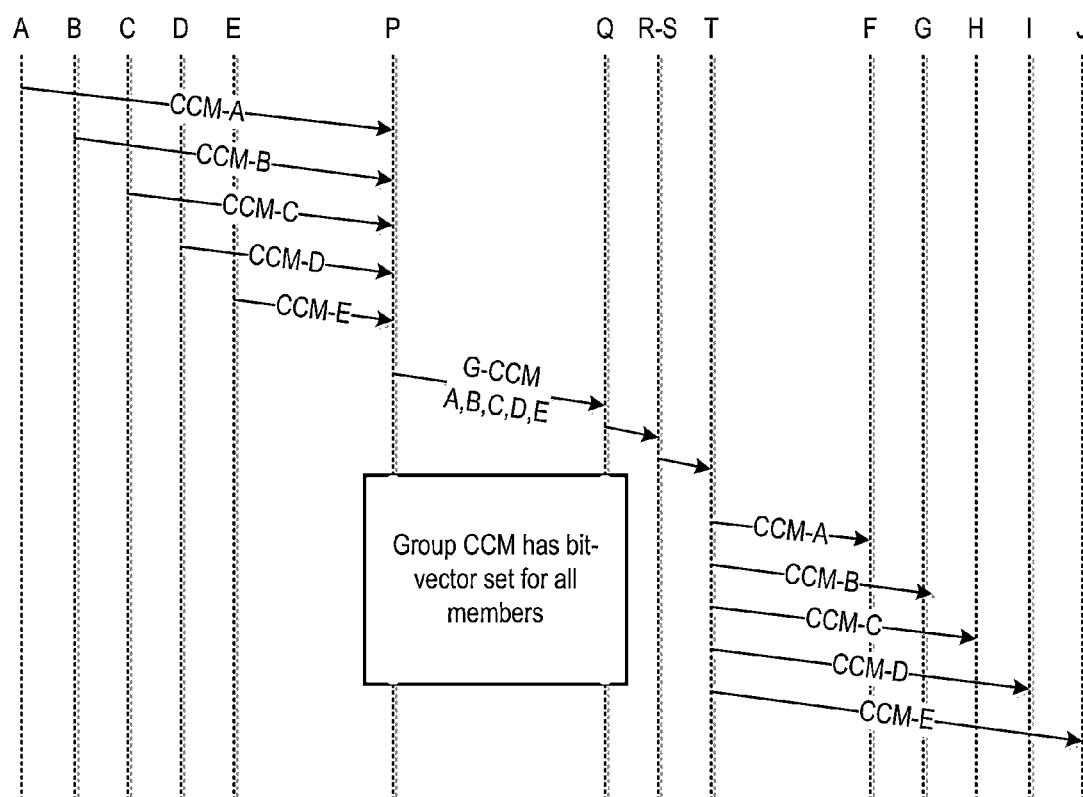 A B C D E P Q R-S T F G H I J
CCM-A
CCM-B
CCM-C
CCM-D
CCM-E
G-CCM
A,B,C,D,E
Group CCM has bit-
vector set for all
members
CCM-A
CCM-B
CCM-C
CCM-D
CCM-E